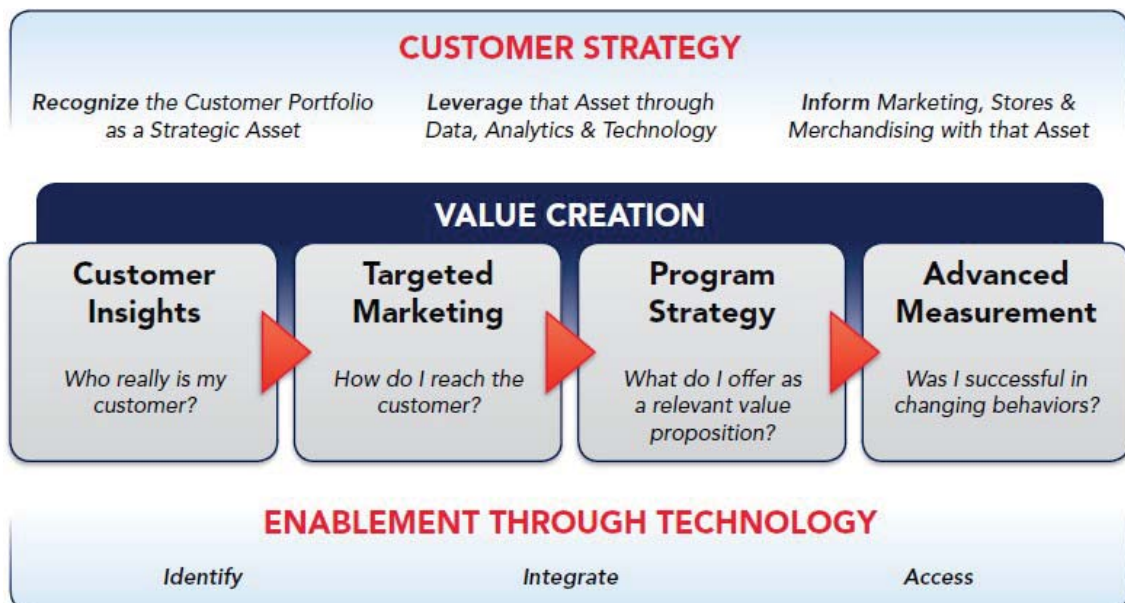 CUSTOMER STRATEGY
Recognize the Customer Portfolio
as a Strategic Asset
Leverage that Asset through
Data, Analytics & Technology
Inform Marketing, Stores &
Merchandising with that Asset
VALUE CREATION
Customer
Insights
Who really is my
customer?
Targeted
Marketing
How do I reach the
customer?
Program
Strategy
What do I offer as
a relevant value
proposition?
Advanced
Measurement
Was I successful in
changing behaviors?
ENABLEMENT THROUGH TECHNOLOGY
Identify
Integrate
Access